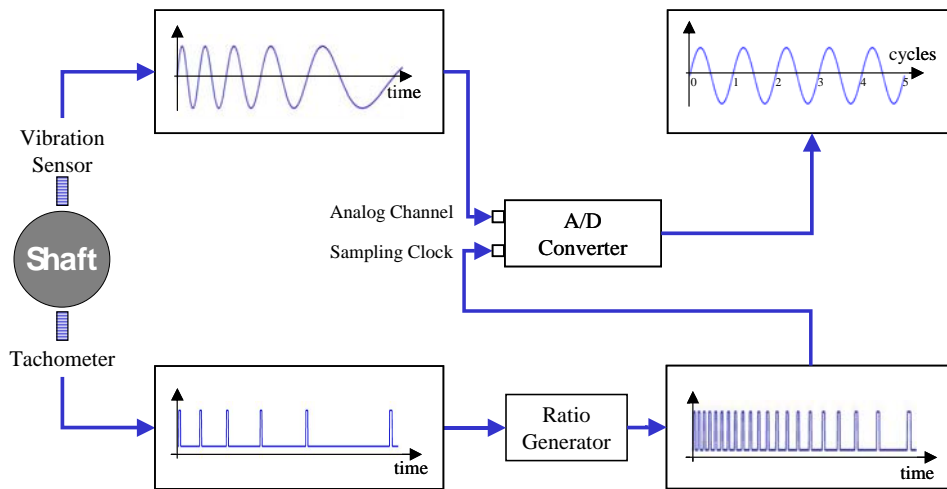 time
cycles
0 1 2 3 4 5
Vibration
Sensor
Analog Channel
A/D
Converter
Sampling Clock
Shaft
Tachometer
Ratio
Generator
time
time